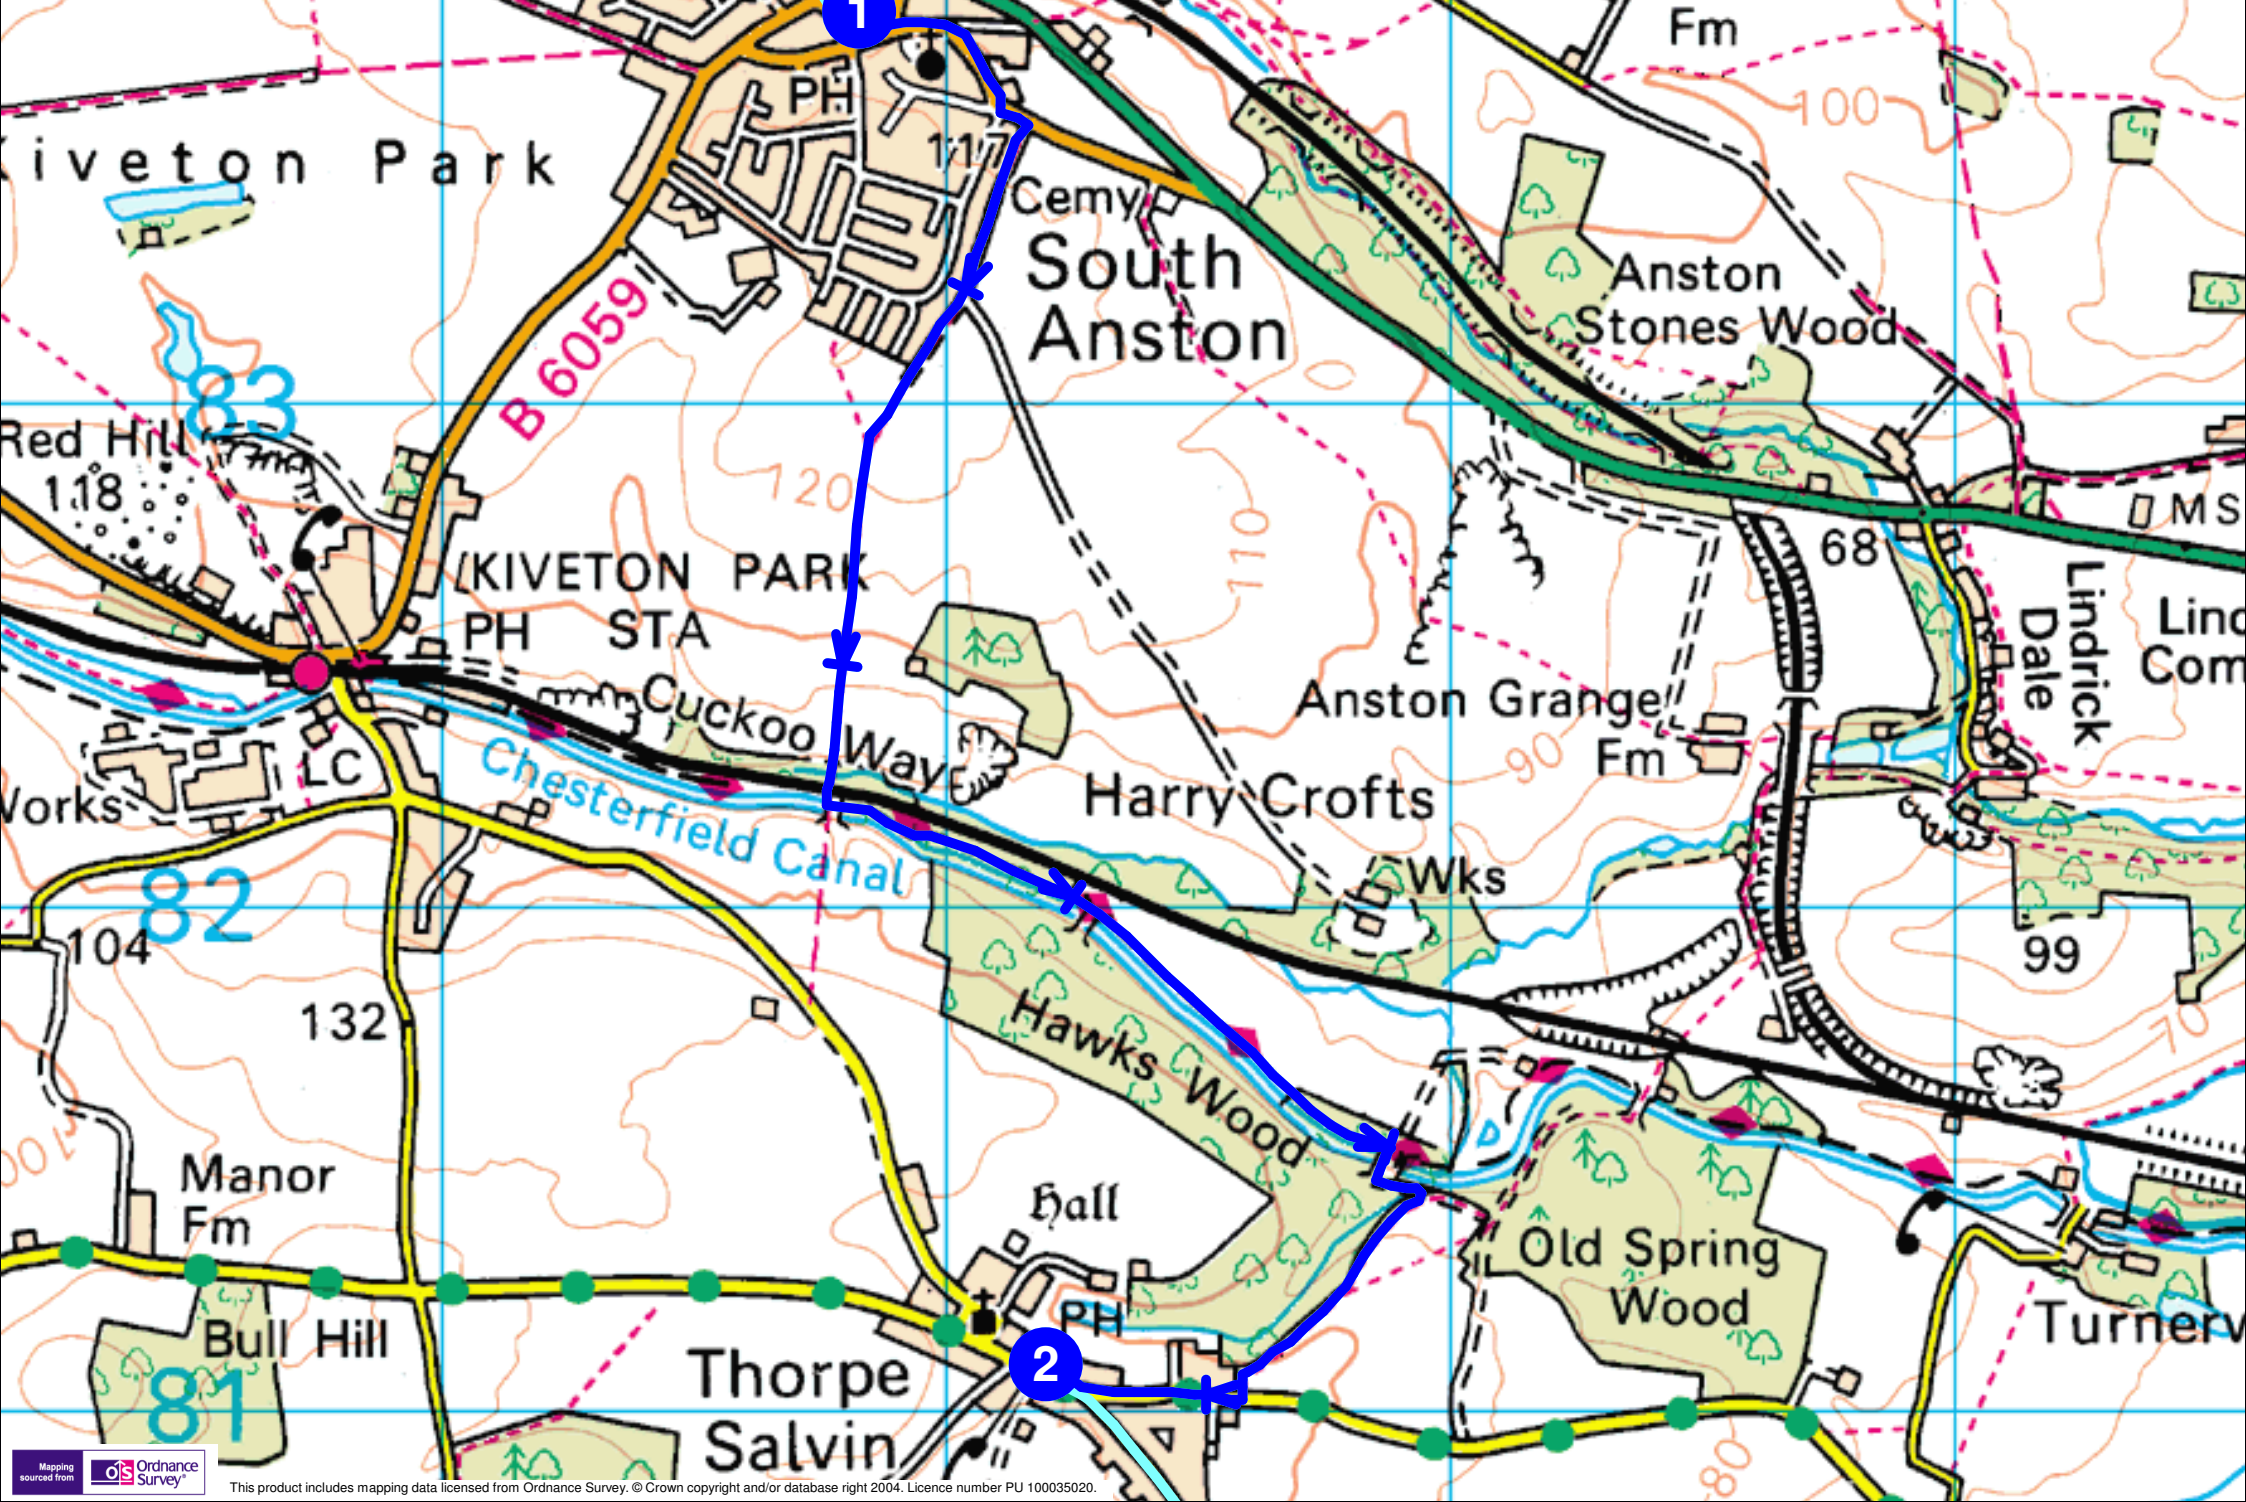 1
Fm
PH
100
Kiveton Park
117
Cemy
South
Anston
Anston
Stones Wood
B 6059
83
Red Hill
118
120
110
MS
68
KIVETON PARK
PH STA
Lindrick
Dale
Cuckoo Way
Anston Grange
Fm
90
LC
Works
Chesterfield Canal
Harry Crofts
Wks
82
104
99
132
Hawks Wood
70
100
Manor
Fm
Hall
Old Spring
Wood
PH
Bull Hill
2
81
Thorpe
Salvin
80
Mapping
sourced from
OS Ordnance
Survey®
This product includes mapping data licensed from Ordnance Survey. © Crown copyright and/or database right 2004. Licence number PU 100035020.